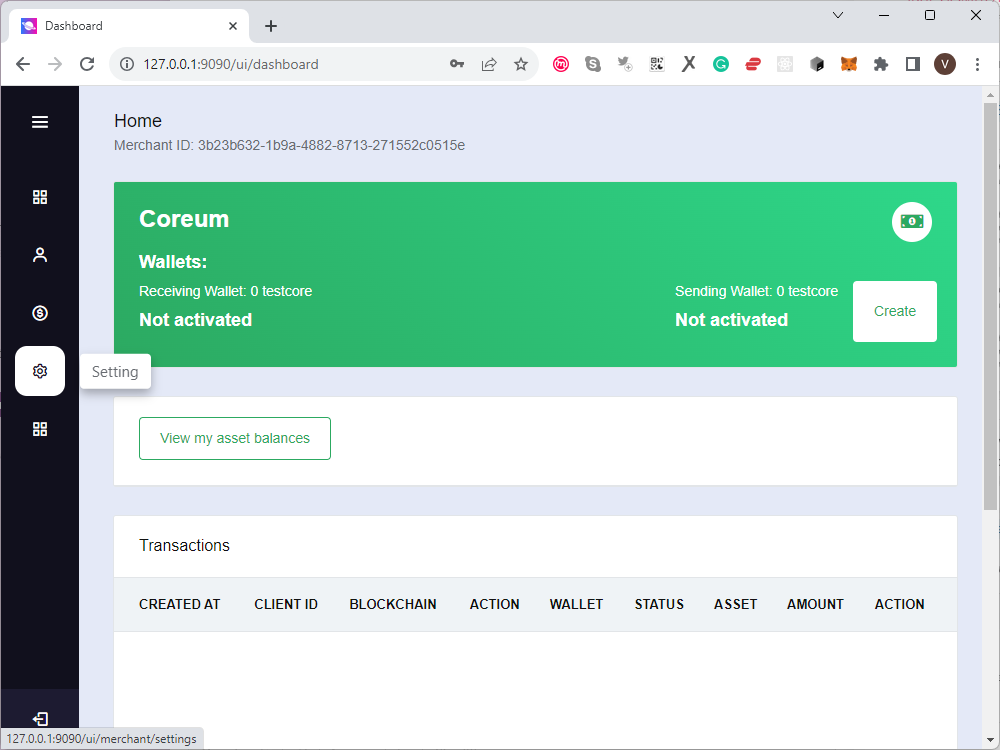 Dashboard
127.0.0.1:9090/ui/dashboard
V
Home
Merchant ID: 3b23b632-1b9a-4882-8713-271552c0515e
Coreum
Wallets:
Receiving Wallet: 0 testcore
Not activated
Sending Wallet: 0 testcore
Not activated
Create
Setting
View my asset balances
Transactions
CREATED AT CLIENT ID BLOCKCHAIN ACTION WALLET STATUS ASSET AMOUNT ACTION
127.0.0.1:9090/ui/merchant/settings